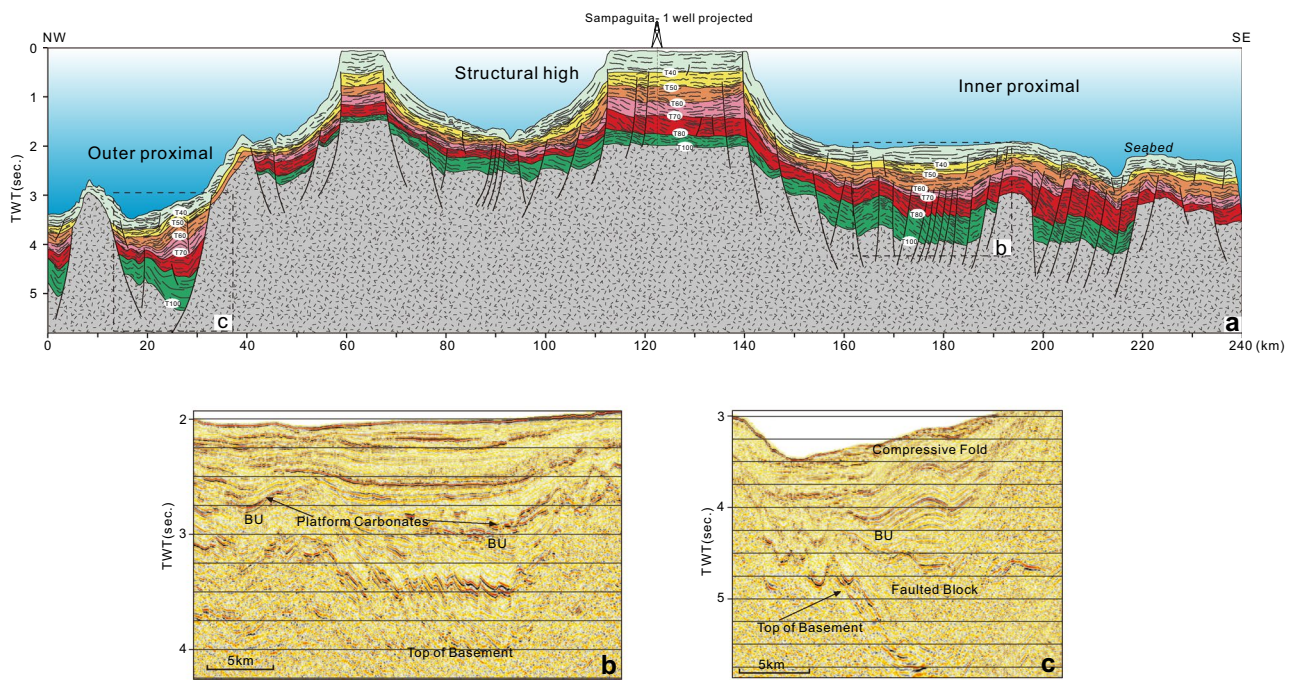 Sampaguita- 1 well projected
NW
SE
0
1
2
3
4
5
TWT(sec.)
Outer proximal
Structural high
Inner proximal
Seabed
T40
T50
T60
T70
T100
T40
T50
T60
T70
T80
T100
T40
T50
T60
T70
T80
T100
c
b
a
0 20 40 60 80 100 120 140 160 180 200 220 240 (km)
2
3
4
TWT(sec.)
BU
Platform Carbonates
BU
Top of Basement
5km
b
3
4
5
TWT(sec.)
Compressive Fold
BU
Faulted Block
Top of Basement
5km
c